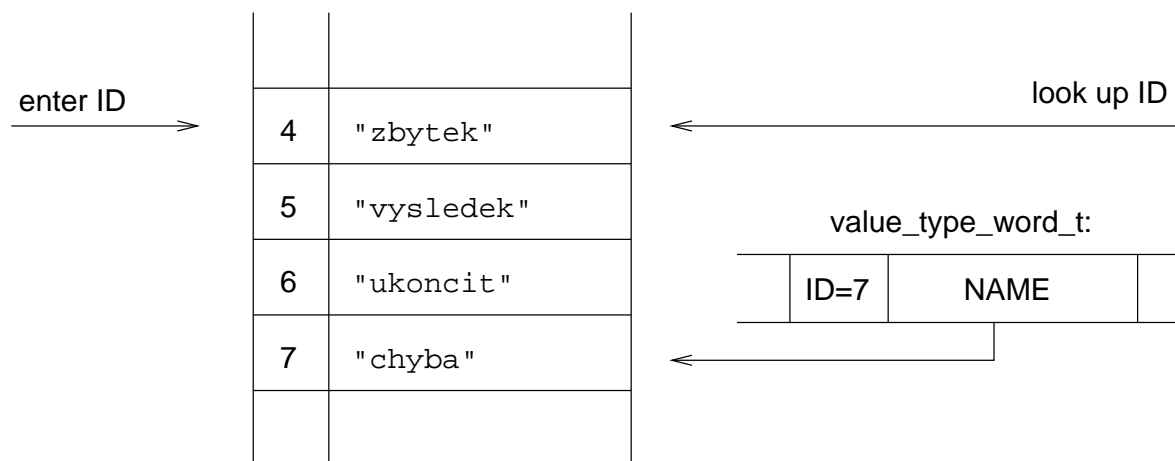 enter ID
look up ID
4 "zbytek"
5 "vysledek"
value_type_word_t:
6 "ukoncit"
ID=7 NAME
7 "chyba"